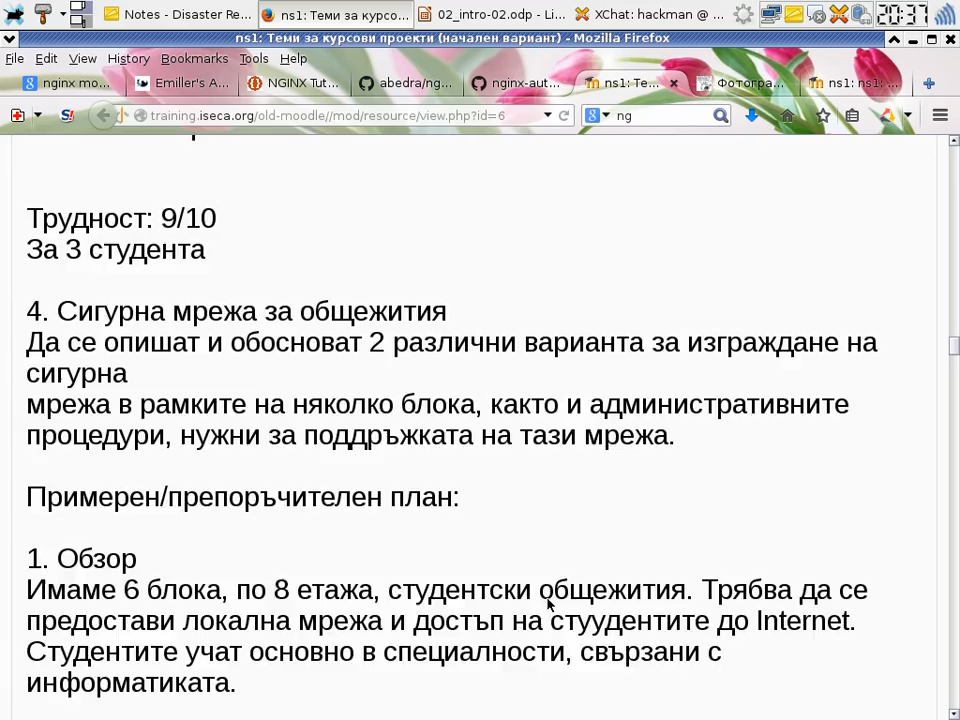 Notes - Disaster Re...
ns1: Теми за курсо...
02_intro-02.odp - Li...
XChat: hackman @ ...
20:37
ns1: Теми за курсови проекти (начален вариант) - Mozilla Firefox
File Edit View History Bookmarks Tools Help
nginx mo...
Emiller's A...
NGINX Tut...
abedra/ng...
nginx-aut...
ns1: Те...
Фотогра...
ns1: ns1: ...
training.iseca.org/old-moodle//mod/resource/view.php?id=6
ng
Трудност: 9/10
За 3 студента
4. Сигурна мрежа за общежития
Да се опишат и обосноват 2 различни варианта за изграждане на
сигурна
мрежа в рамките на няколко блока, както и административните
процедури, нужни за поддръжката на тази мрежа.
Примерен/препоръчителен план:
1. Обзор
Имаме 6 блока, по 8 етажа, студентски общежития. Трябва да се
предостави локална мрежа и достъп на стуудентите до Internet.
Студентите учат основно в специалности, свързани с
информатиката.